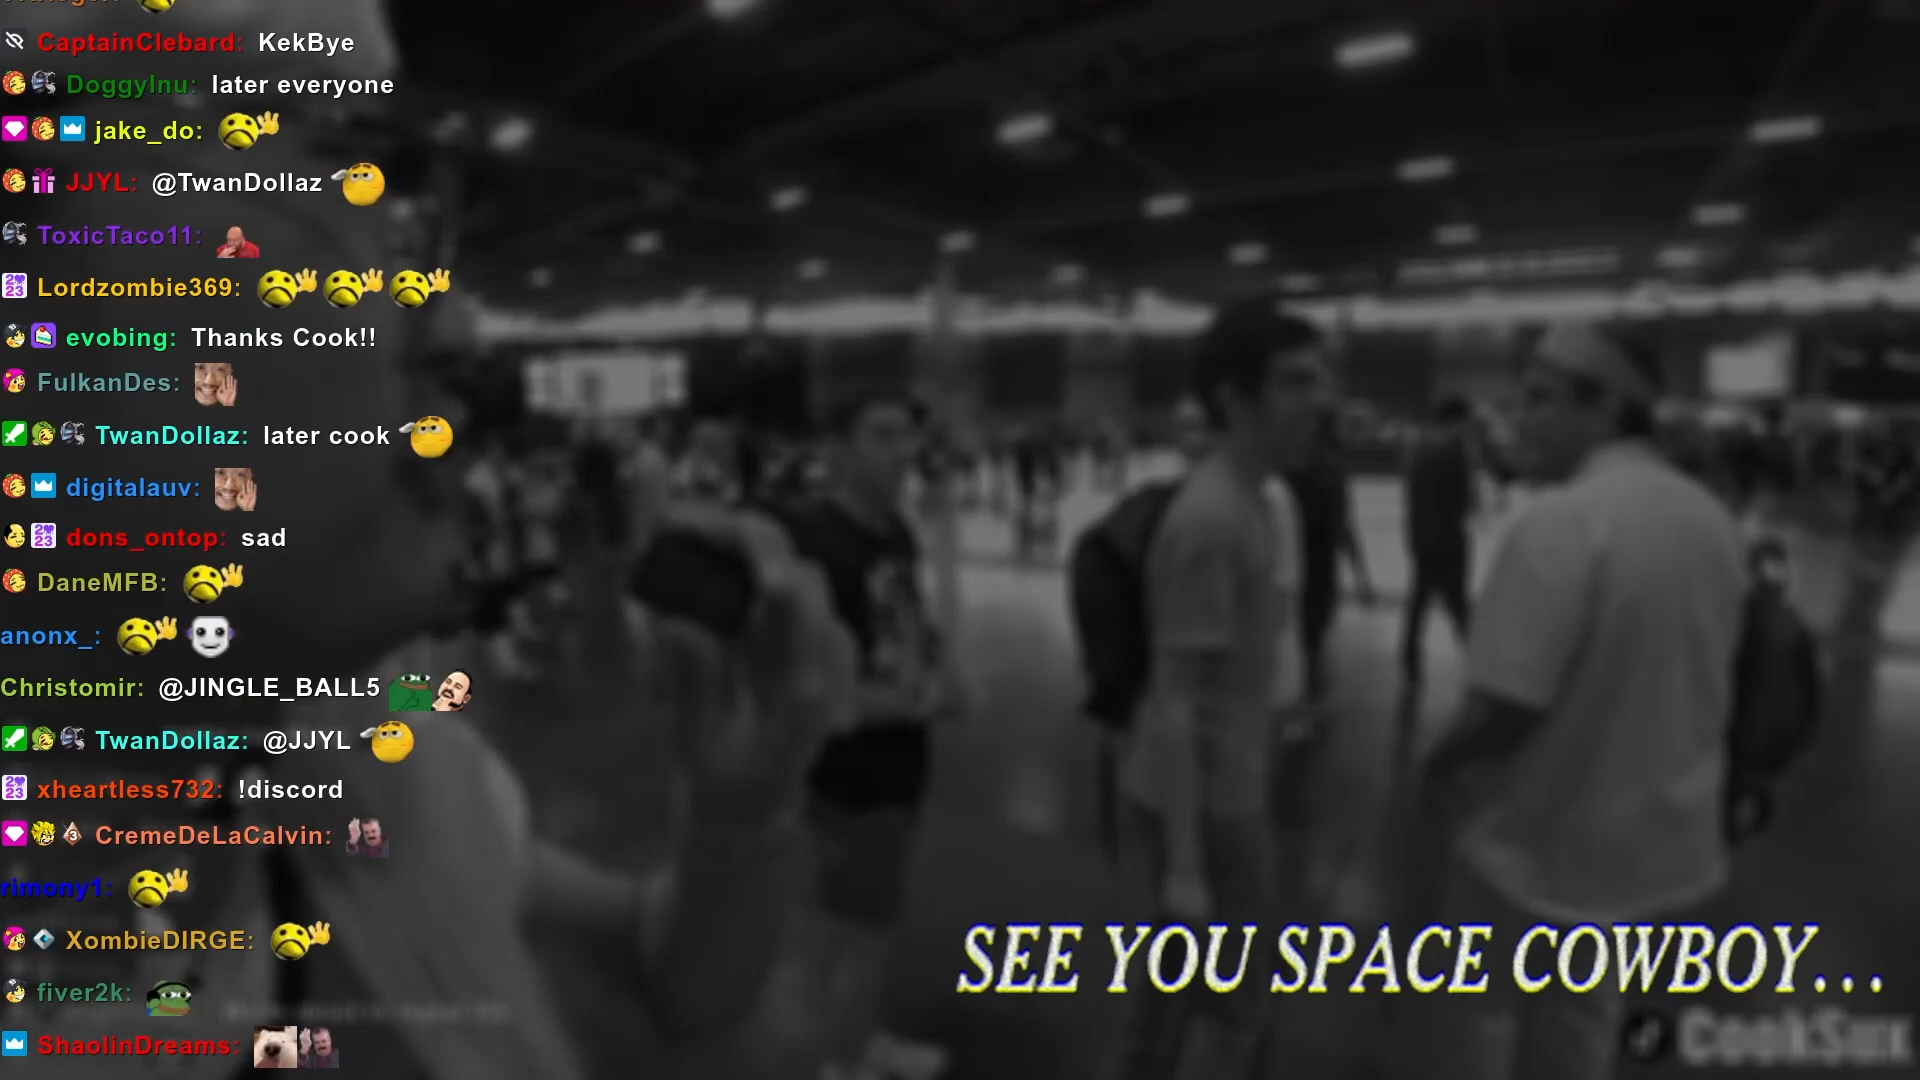 CaptainClebard: KekBye
DoggyInu: later everyone
jake_do:
JJYL: @TwanDollaz
ToxicTaco11:
Lordzombie369:
evobing: Thanks Cook!!
FulkanDes:
TwanDollaz: later cook
digitalauv:
dons_ontop: sad
DaneMFB:
anonx_:
Christomir: @JINGLE_BALL5
TwanDollaz: @JJYL
xheartless732: !discord
CremeDeLaCalvin:
rimony1:
XombieDIRGE:
fiver2k:
ShaolinDreams:
SEE YOU SPACE COWBOY...
CookSux